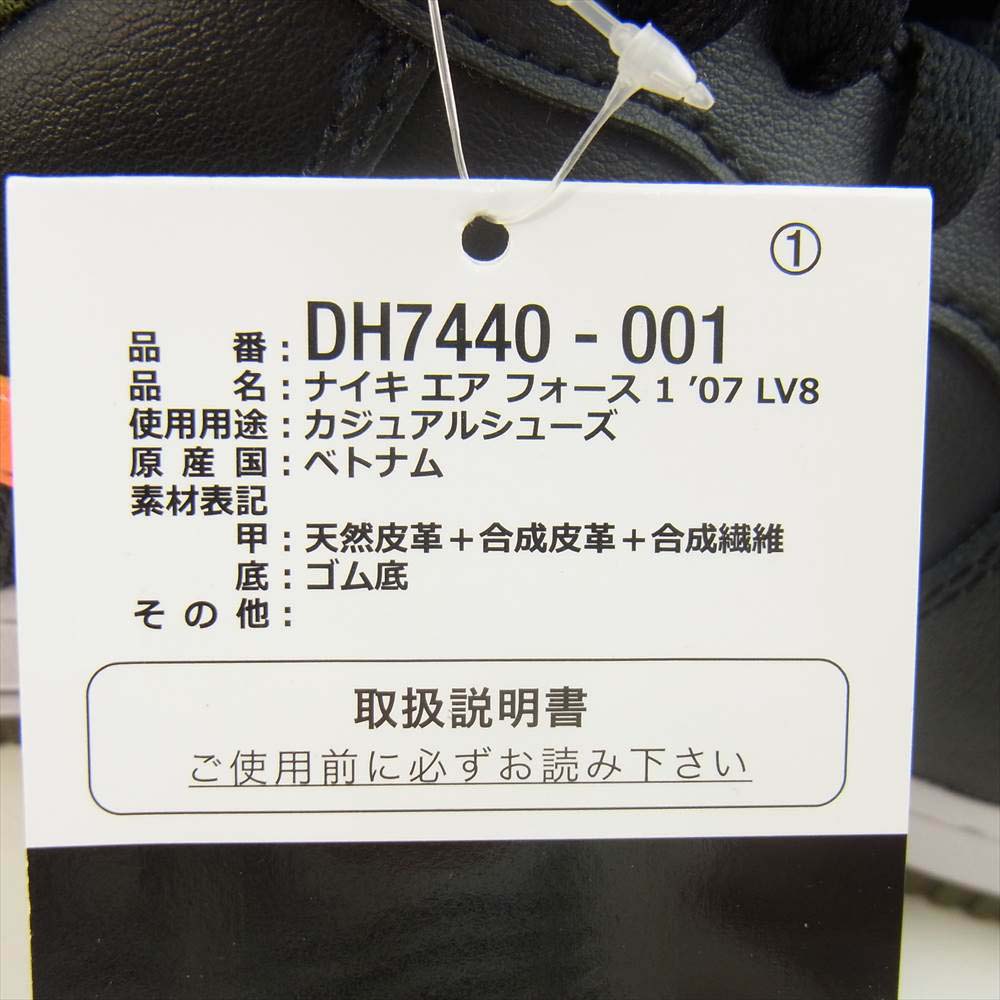 ①
品番：DH7440 - 001
品名：ナイキ エア フォース 1 ’07 LV8
使用用途：カジュアルシューズ
原産国：ベトナム
素材表記
甲：天然皮革＋合成皮革＋合成繊維
底：ゴム底
その他：
取扱説明書
ご使用前に必ずお読み下さい